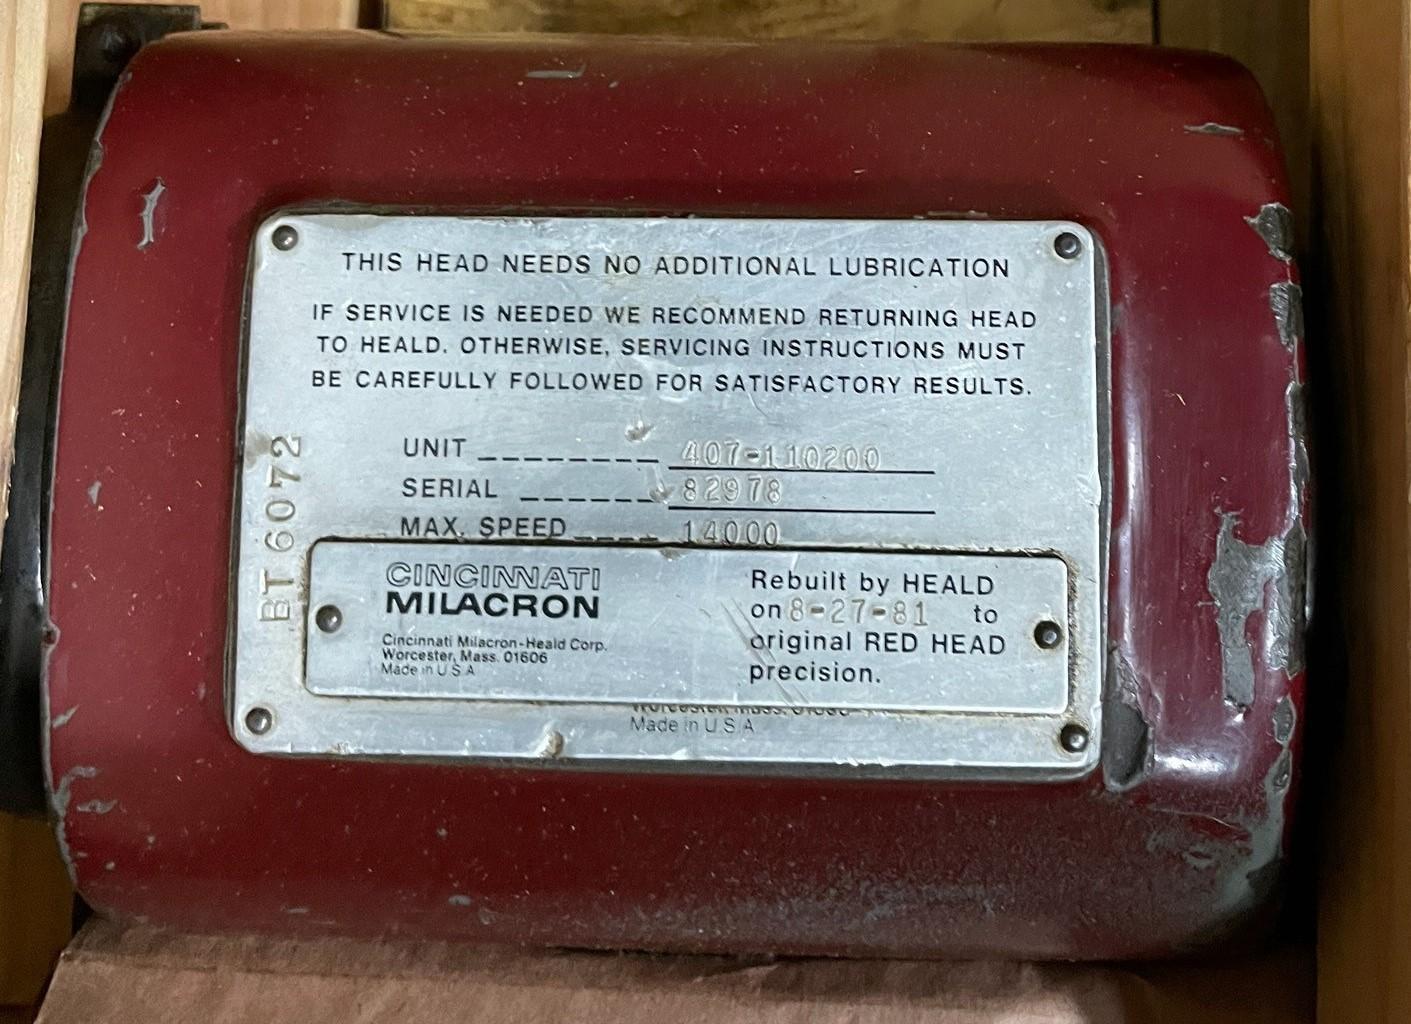 THIS HEAD NEEDS NO ADDITIONAL LUBRICATION
IF SERVICE IS NEEDED WE RECOMMEND RETURNING HEAD
TO HEALD. OTHERWISE, SERVICING INSTRUCTIONS MUST
BE CAREFULLY FOLLOWED FOR SATISFACTORY RESULTS.
UNIT 407-110200
SERIAL 82978
MAX. SPEED 14000
BT6072
CINCINNATI
MILACRON
Cincinnati Milacron-Heald Corp.
Worcester, Mass. 01606
Made in U S A
Rebuilt by HEALD
on 8-27-81 to
original RED HEAD
precision.
Made in U.S.A